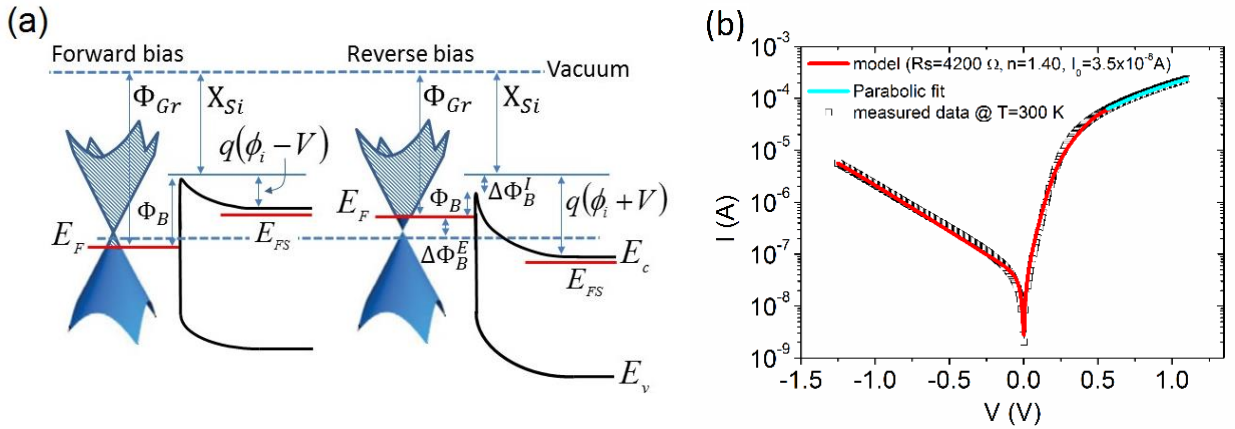 (a)
Forward bias
Reverse bias
Vacuum
Φ_Gr
X_Si
q(ϕ_i − V)
Φ_B
E_F
E_FS
Φ_Gr
X_Si
ΔΦ_B^I
Φ_B
q(ϕ_i + V)
E_F
ΔΦ_B^E
E_c
E_FS
E_v
(b)
10^-3
10^-4
10^-5
10^-6
10^-7
10^-8
10^-9
I (A)
model (Rs=4200 Ω, n=1.40, I_0=3.5x10^-8A)
Parabolic fit
measured data @ T=300 K
-1.5 -1.0 -0.5 0.0 0.5 1.0
V (V)